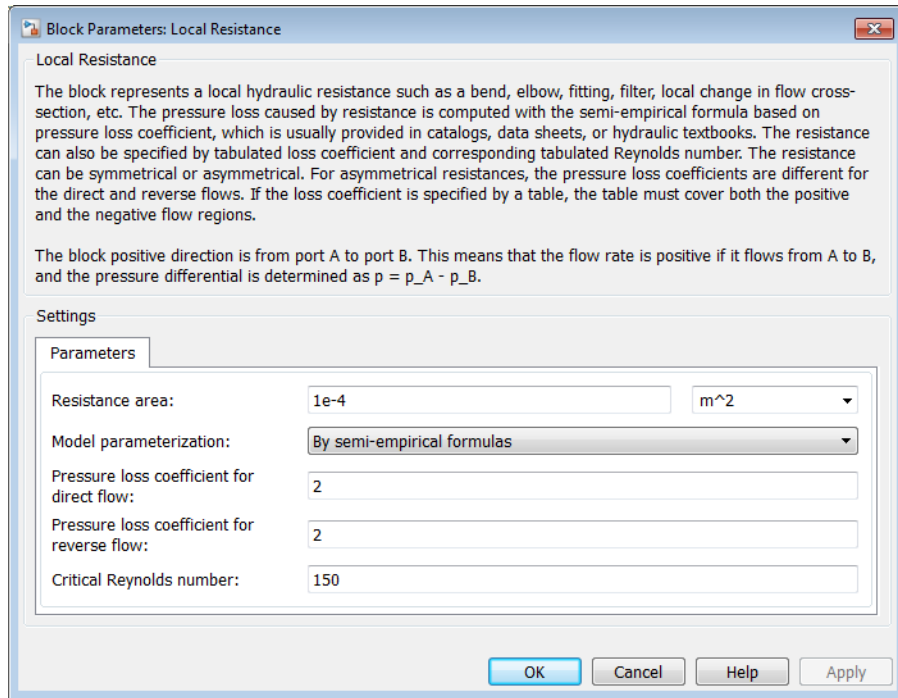 Block Parameters: Local Resistance
Local Resistance
The block represents a local hydraulic resistance such as a bend, elbow, fitting, filter, local change in flow cross-
section, etc. The pressure loss caused by resistance is computed with the semi-empirical formula based on
pressure loss coefficient, which is usually provided in catalogs, data sheets, or hydraulic textbooks. The resistance
can also be specified by tabulated loss coefficient and corresponding tabulated Reynolds number. The resistance
can be symmetrical or asymmetrical. For asymmetrical resistances, the pressure loss coefficients are different for
the direct and reverse flows. If the loss coefficient is specified by a table, the table must cover both the positive
and the negative flow regions.
The block positive direction is from port A to port B. This means that the flow rate is positive if it flows from A to B,
and the pressure differential is determined as p = p_A - p_B.
Settings
Parameters
Resistance area: 1e-4 m^2
Model parameterization: By semi-empirical formulas
Pressure loss coefficient for
direct flow: 2
Pressure loss coefficient for
reverse flow: 2
Critical Reynolds number: 150
OK Cancel Help Apply